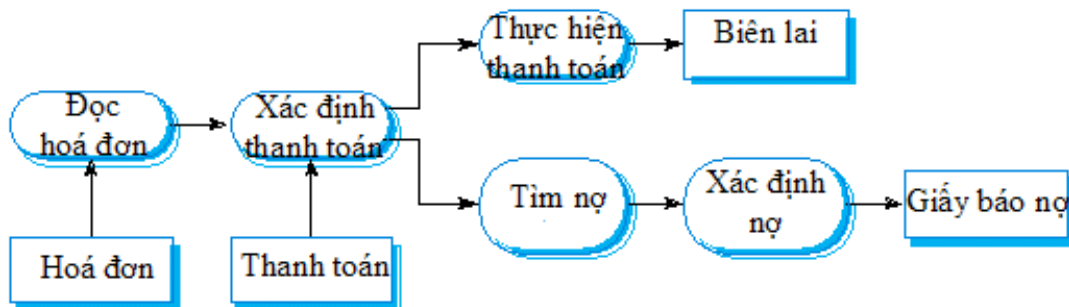 Thực hiện
thanh toán
Biên lai
Đọc
hoá đơn
Xác định
thanh toán
Tìm nợ
Xác định
nợ
Giấy báo nợ
Hoá đơn
Thanh toán